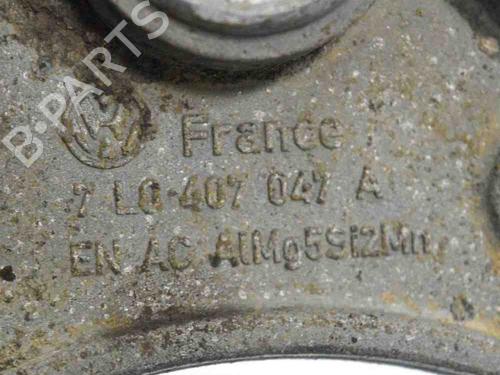 B-PARTS
France
7 L0 407 047 A
EN AC AlMg5Si2Mn